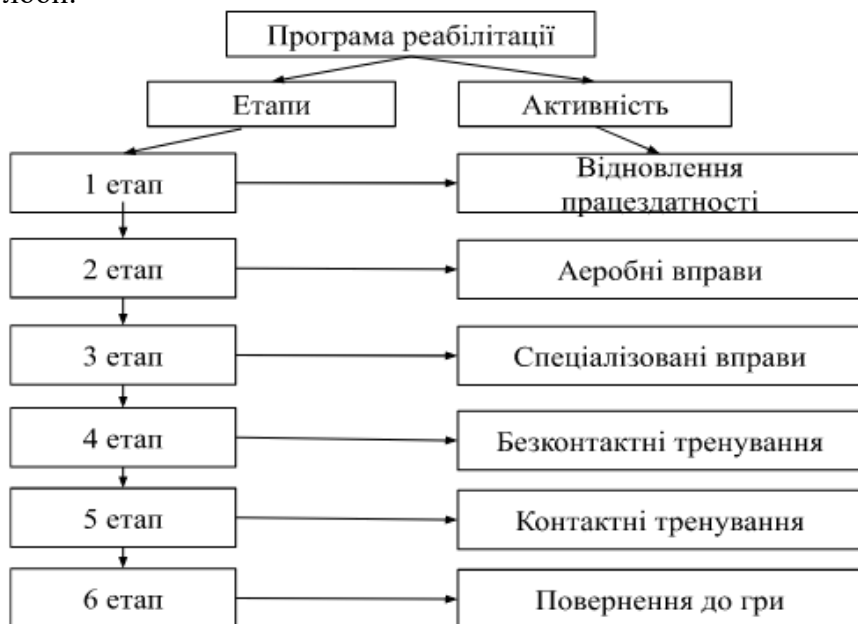 Програма реабілітації
Етапи
Активність
1 етап
Відновлення
працездатності
2 етап
Аеробні вправи
3 етап
Спеціалізовані вправи
4 етап
Безконтактні тренування
5 етап
Контактні тренування
6 етап
Повернення до гри